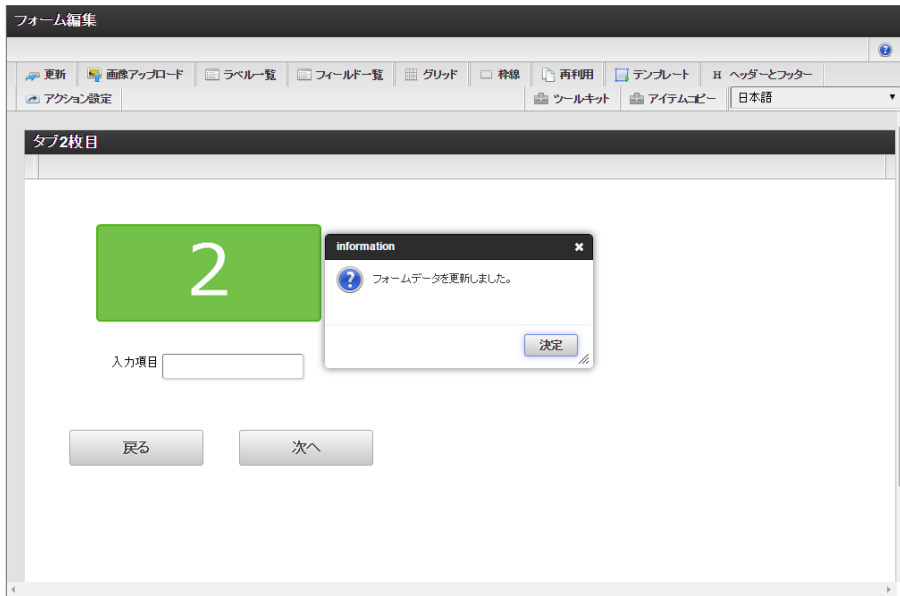 フォーム編集
更新 画像アップロード ラベル一覧 フィールド一覧 グリッド 枠線 再利用 テンプレート H ヘッダーとフッター
アクション設定 ツールキット アイテムコピー 日本語
タブ2枚目
2
information
フォームデータを更新しました。
決定
入力項目
戻る 次へ